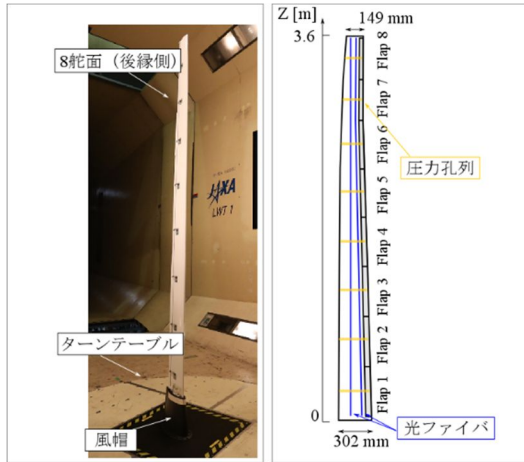 8舵面（後縁側）
JAXA
LWT 1
ターンテーブル
風帽
Z [m]
149 mm
3.6
Flap 8
Flap 7
Flap 6
Flap 5
Flap 4
Flap 3
Flap 2
Flap 1
圧力孔列
0
302 mm
光ファイバ